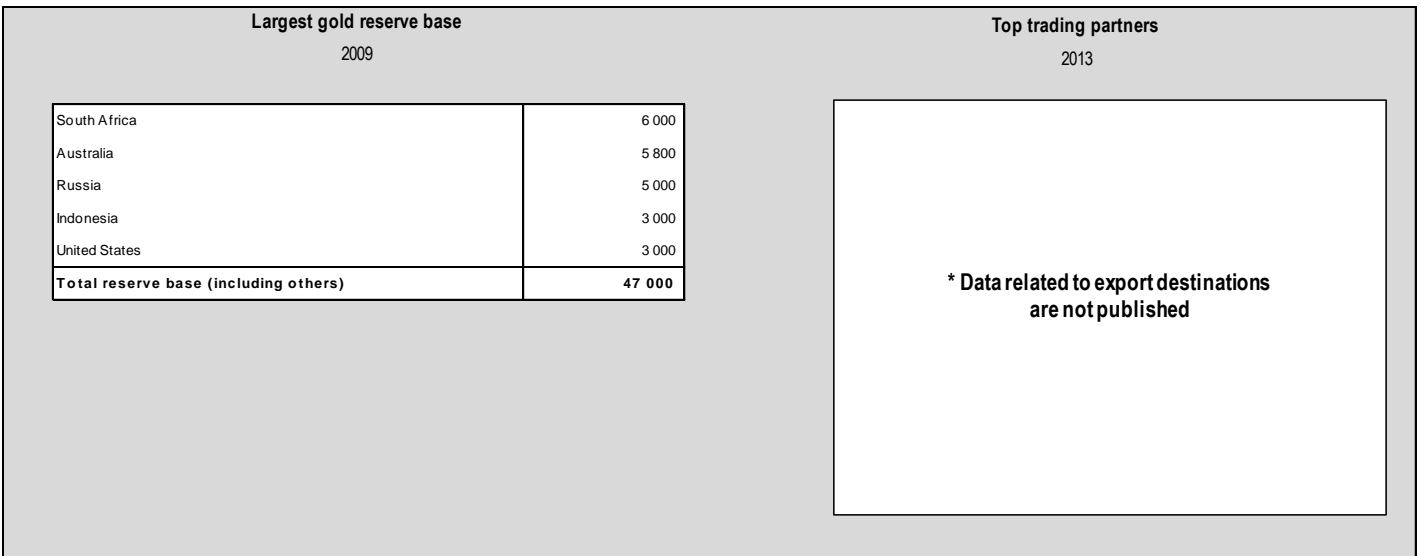 Largest gold reserve base
2009
South Africa 6 000
Australia 5 800
Russia 5 000
Indonesia 3 000
United States 3 000
Total reserve base (including others) 47 000
Top trading partners
2013
* Data related to export destinations
are not published